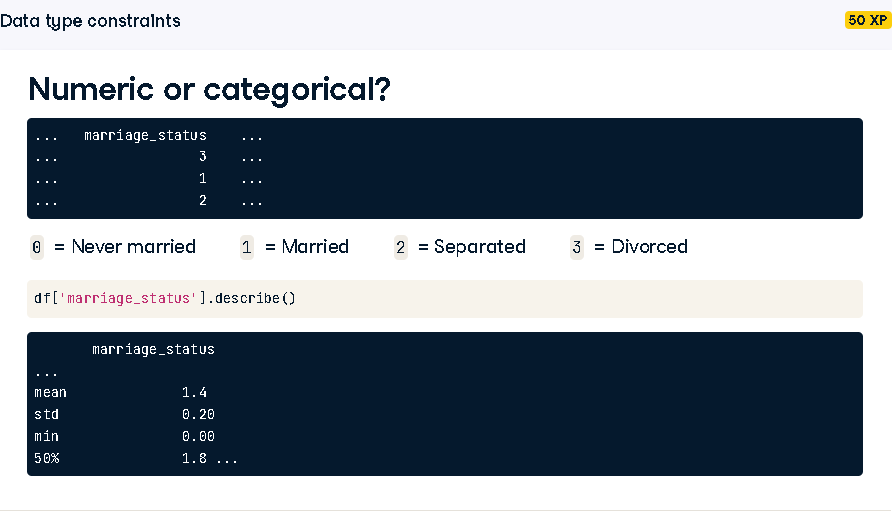 Data type constraints
50 XP
Numeric or categorical?
... marriage_status ...
... 3 ...
... 1 ...
... 2 ...
0 = Never married 1 = Married 2 = Separated 3 = Divorced
df['marriage_status'].describe()
marriage_status
...
mean 1.4
std 0.20
min 0.00
50% 1.8 ...